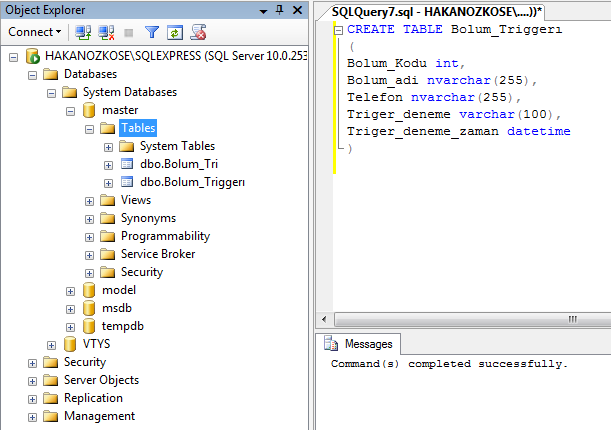 Object Explorer
Connect
HAKANOZKOSE\SQLEXPRESS (SQL Server 10.0.253
Databases
System Databases
master
Tables
System Tables
dbo.Bolum_Tri
dbo.Bolum_Triggerı
Views
Synonyms
Programmability
Service Broker
Security
model
msdb
tempdb
VTYS
Security
Server Objects
Replication
Management
SQLQuery7.sql - HAKANOZKOSE\....))*
CREATE TABLE Bolum_Triggerı
(
Bolum_Kodu int,
Bolum_adi nvarchar(255),
Telefon nvarchar(255),
Triger_deneme varchar(100),
Triger_deneme_zaman datetime
)
Messages
Command(s) completed successfully.